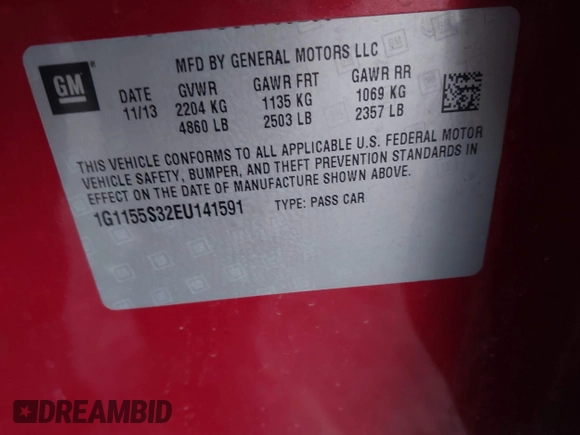 MFD BY GENERAL MOTORS LLC
GM
DATE GVWR GAWR FRT GAWR RR
11/13 2204 KG 1135 KG 1069 KG
4860 LB 2503 LB 2357 LB
THIS VEHICLE CONFORMS TO ALL APPLICABLE U.S. FEDERAL MOTOR
VEHICLE SAFETY, BUMPER, AND THEFT PREVENTION STANDARDS IN
EFFECT ON THE DATE OF MANUFACTURE SHOWN ABOVE.
1G1155S32EU141591 TYPE: PASS CAR
DREAMBID